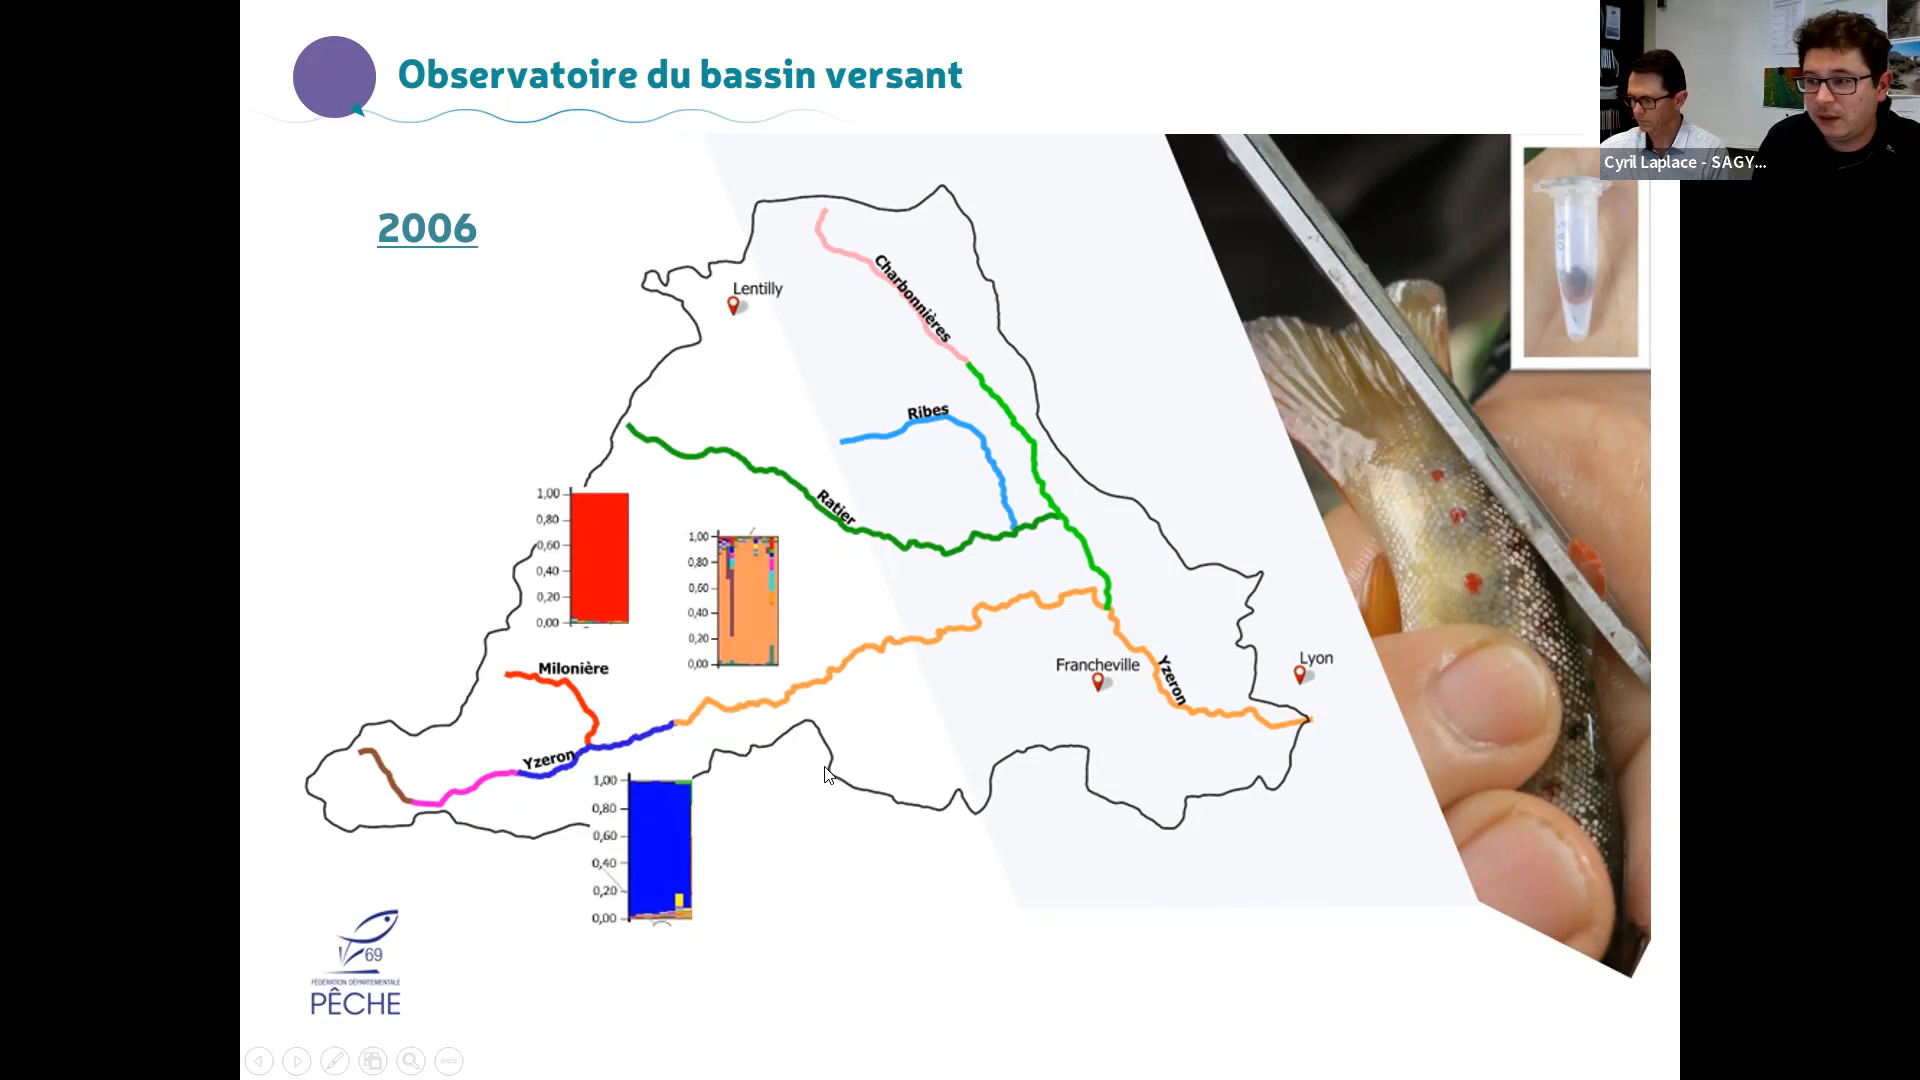 Observatoire du bassin versant
Cyril Laplace - SAGY...
2006
Lentilly
Charbonnières
Ribes
Ratier
1,00
0,80
0,60
0,40
0,20
0,00
1,00
0,80
0,60
0,40
0,20
0,00
Milonière
Francheville
Lyon
Yzeron
Yzeron
1,00
0,80
0,60
0,40
0,20
0,00
69
FÉDÉRATION DÉPARTEMENTALE
PÊCHE